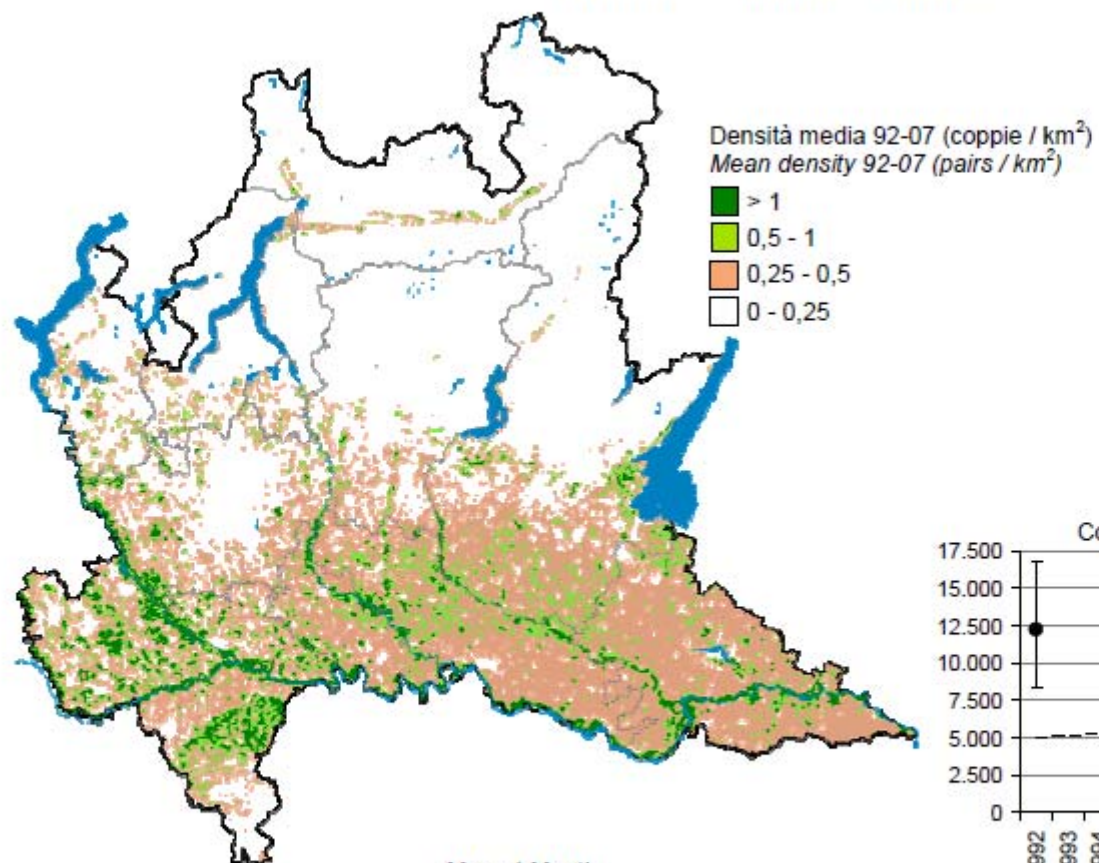 Densità media 92-07 (coppie / km²)
Mean density 92-07 (pairs / km²)
> 1
0,5 - 1
0,25 - 0,5
0 - 0,25
17.500
15.000
12.500
10.000
7.500
5.000
2.500
0